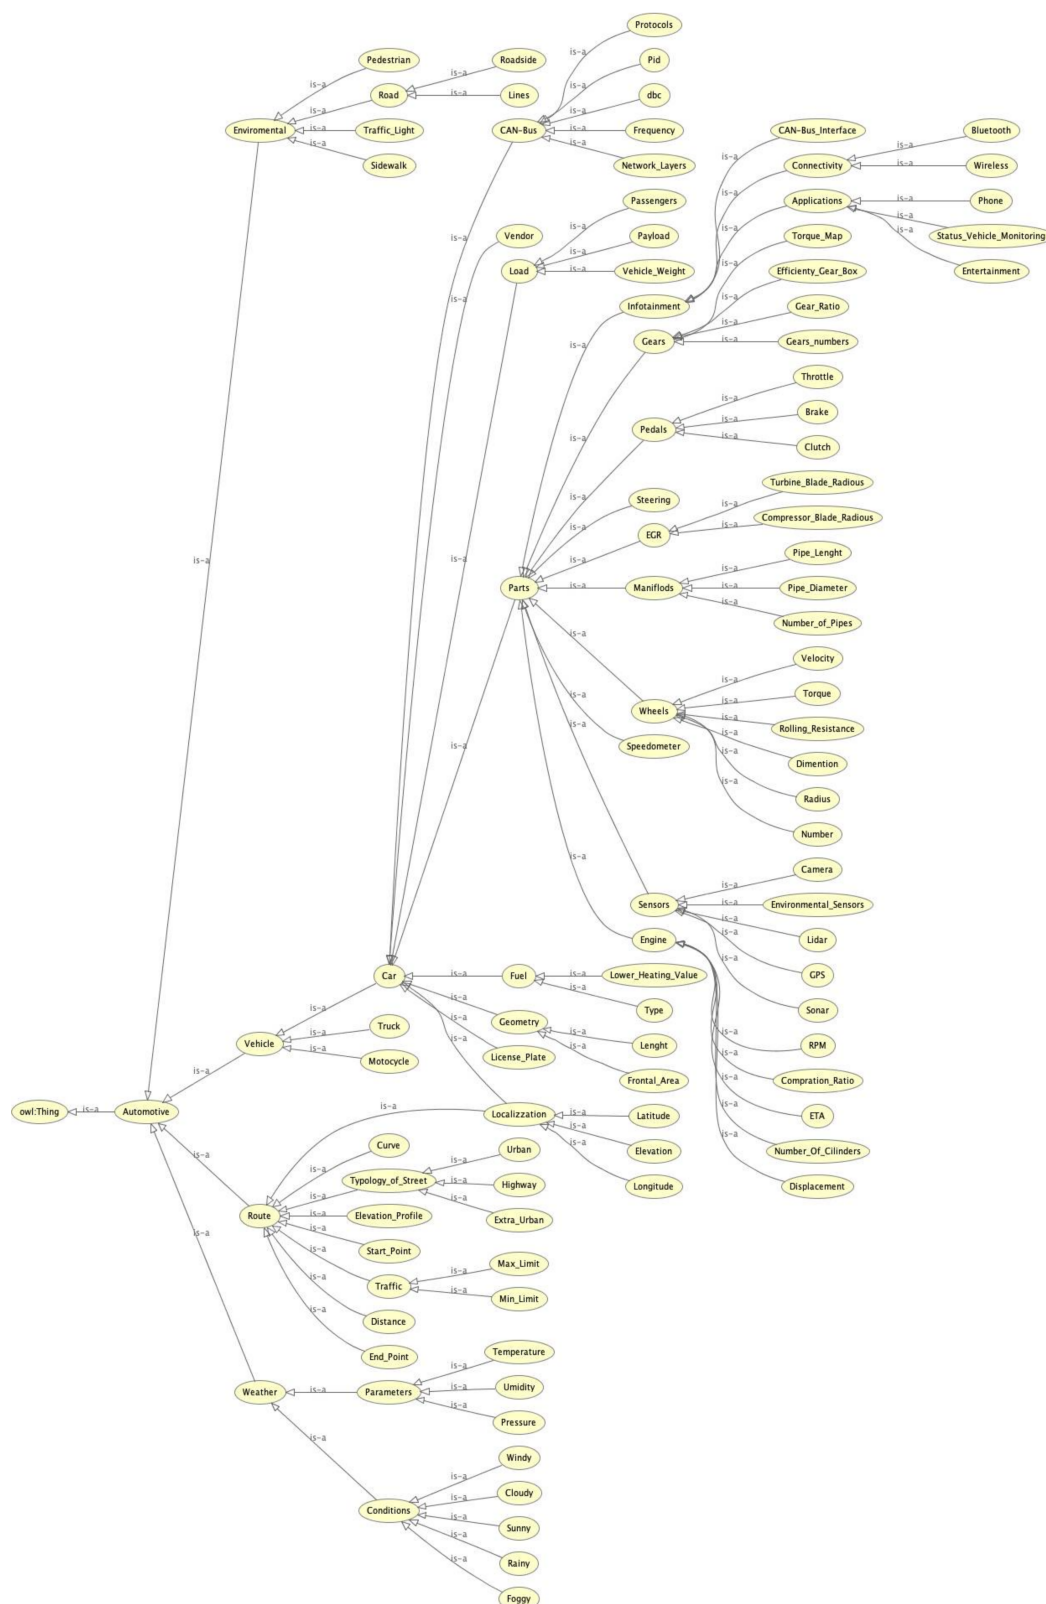 Protocols
Pedestrian
Roadside
Pid
is-a
Road
Lines
dbc
Enviromental
Traffic_Light
CAN-Bus
Frequency
CAN-Bus_Interface
Bluetooth
Sidewalk
Network_Layers
Connectivity
Wireless
Passengers
Applications
Phone
Vendor
Payload
Torque_Map
Status_Vehicle_Monitoring
Load
Vehicle_Weight
Efficienty_Gear_Box
Entertainment
Infotainment
Gear_Ratio
Gears
Gears_numbers
Throttle
Brake
Pedals
Clutch
Turbine_Blade_Radious
Steering
Compressor_Blade_Radious
EGR
Pipe_Lenght
Parts
Maniflods
Pipe_Diameter
Number_of_Pipes
Velocity
Torque
Wheels
Rolling_Resistance
Speedometer
Dimention
Radius
Number
Camera
Sensors
Environmental_Sensors
Engine
Lidar
Car
Fuel
Lower_Heating_Value
GPS
Type
Sonar
Truck
Geometry
Vehicle
Lenght
RPM
Motocycle
License_Plate
Frontal_Area
Compration_Ratio
owl:Thing
is-a
Automotive
Localizzation
Latitude
ETA
Curve
Urban
Elevation
Number_Of_Cilinders
Typology_of_Street
Highway
Longitude
Displacement
Route
Elevation_Profile
Extra_Urban
Start_Point
Max_Limit
Traffic
Min_Limit
Distance
End_Point
Temperature
Weather
Parameters
Umidity
Pressure
Windy
Cloudy
Conditions
Sunny
Rainy
Foggy